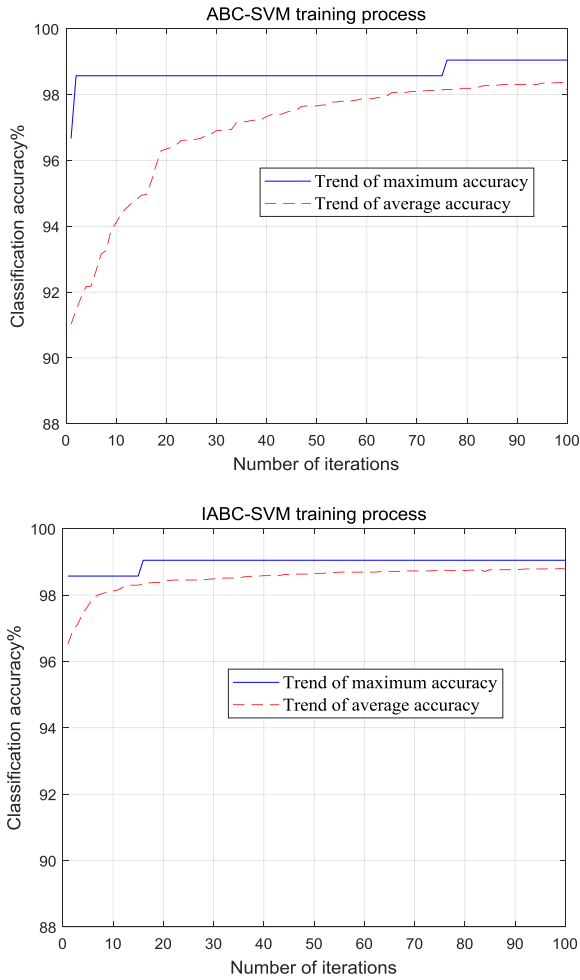 ABC-SVM training process
100
98
96
94
92
90
88
Classification accuracy%
Trend of maximum accuracy
Trend of average accuracy
0 10 20 30 40 50 60 70 80 90 100
Number of iterations
IABC-SVM training process
100
98
96
94
92
90
88
Classification accuracy%
Trend of maximum accuracy
Trend of average accuracy
0 10 20 30 40 50 60 70 80 90 100
Number of iterations